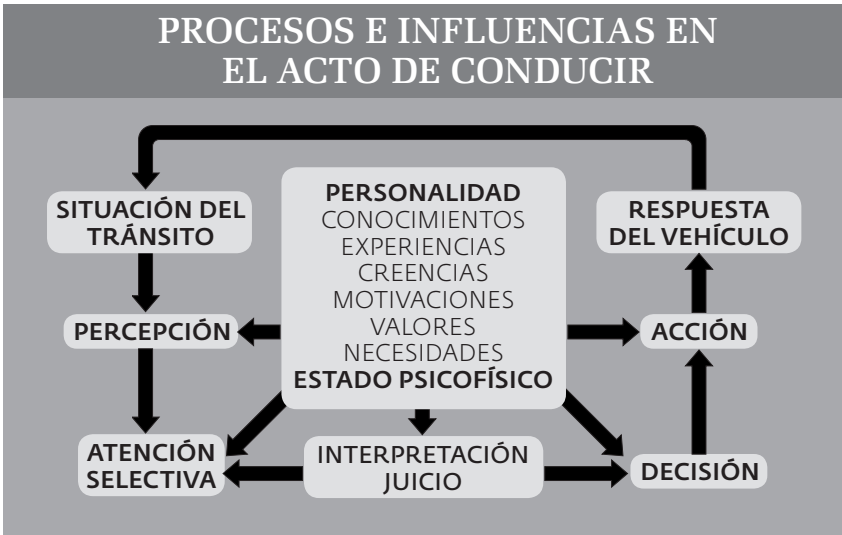 PROCESOS E INFLUENCIAS EN
EL ACTO DE CONDUCIR
SITUACIÓN DEL
TRÁNSITO
PERSONALIDAD
CONOCIMIENTOS
EXPERIENCIAS
CREENCIAS
MOTIVACIONES
VALORES
NECESIDADES
ESTADO PSICOFÍSICO
RESPUESTA
DEL VEHÍCULO
PERCEPCIÓN
ACCIÓN
ATENCIÓN
SELECTIVA
INTERPRETACIÓN
JUICIO
DECISIÓN